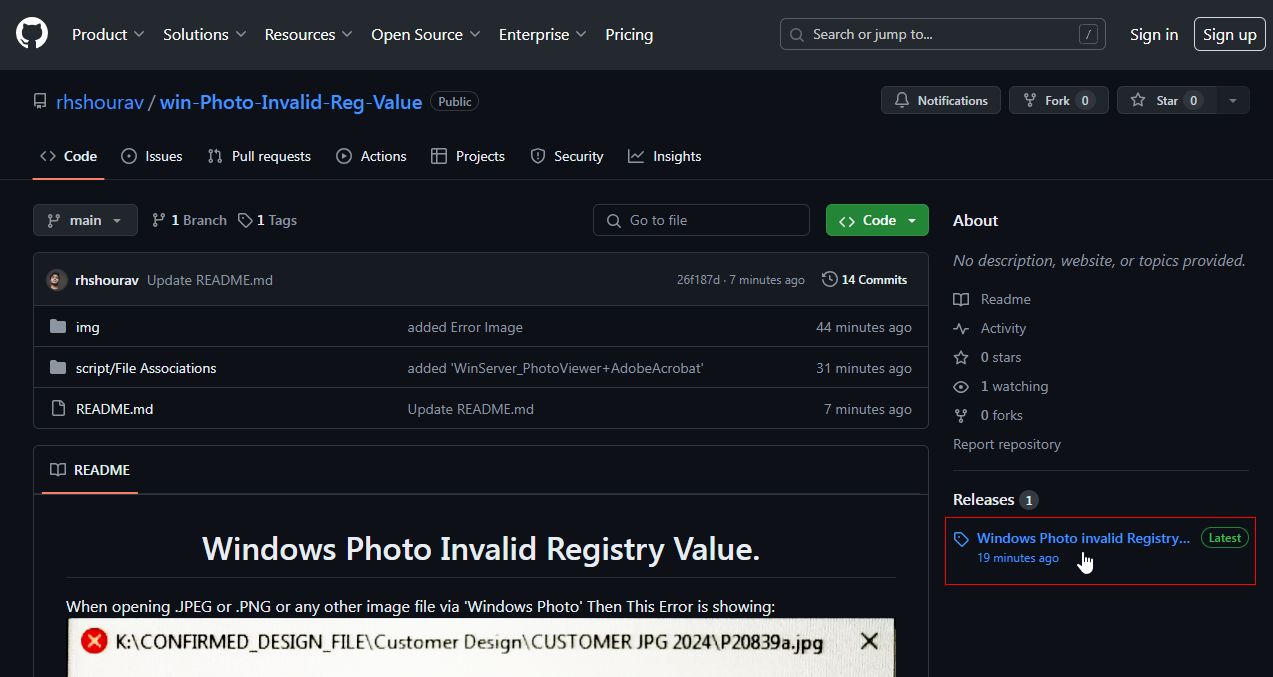 Product Solutions Resources Open Source Enterprise Pricing Search or jump to... / Sign in Sign up
rhshourav / win-Photo-Invalid-Reg-Value Public Notifications Fork 0 Star 0
Code Issues Pull requests Actions Projects Security Insights
main 1 Branch 1 Tags Go to file Code
rhshourav Update README.md 26f187d · 7 minutes ago 14 Commits
img added Error Image 44 minutes ago
script/File Associations added 'WinServer_PhotoViewer+AdobeAcrobat' 31 minutes ago
README.md Update README.md 7 minutes ago
README
Windows Photo Invalid Registry Value.
When opening .JPEG or .PNG or any other image file via 'Windows Photo' Then This Error is showing:
K:\CONFIRMED_DESIGN_FILE\Customer Design\CUSTOMER JPG 2024\P20839a.jpg
About
No description, website, or topics provided.
Readme
Activity
0 stars
1 watching
0 forks
Report repository
Releases 1
Windows Photo invalid Registry... Latest
19 minutes ago